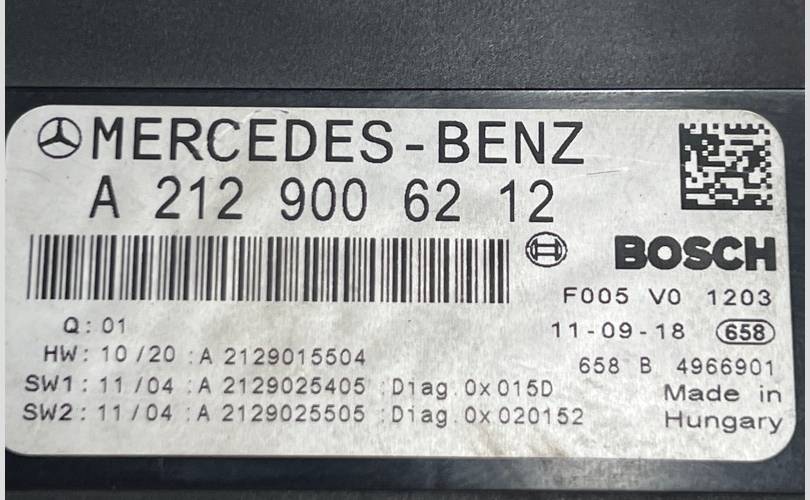 MERCEDES-BENZ
A 212 900 62 12
BOSCH
F005 V0 1203
Q: 01
11-09-18 658
HW: 10/20 :A 2129015504
658 B 4966901
SW1: 11/04 :A 2129025405 :Diag.0x015D
Made in
SW2: 11/04 :A 2129025505 :Diag.0x020152
Hungary